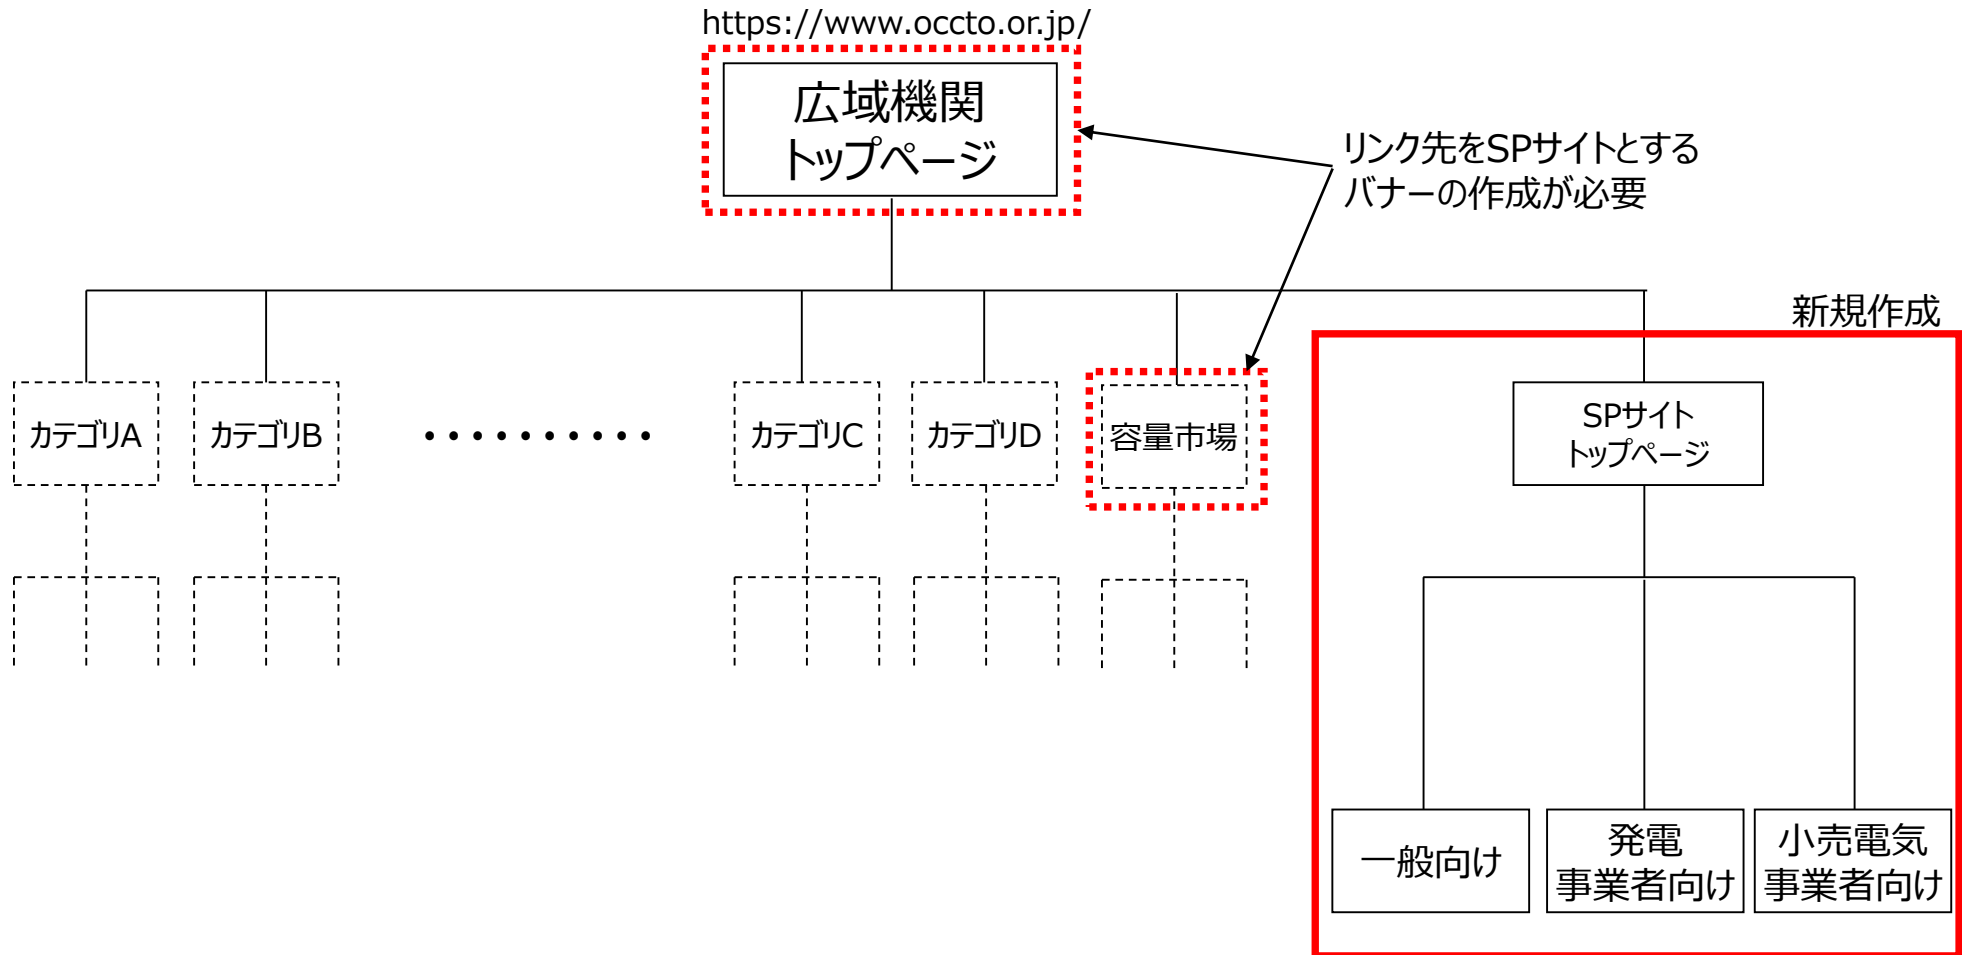 https://www.occto.or.jp/
広域機関
トップページ
リンク先をSPサイトとする
バナーの作成が必要
新規作成
カテゴリA
カテゴリB
・・・・・・・・・・
カテゴリC
カテゴリD
容量市場
SPサイト
トップページ
一般向け
発電
事業者向け
小売電気
事業者向け